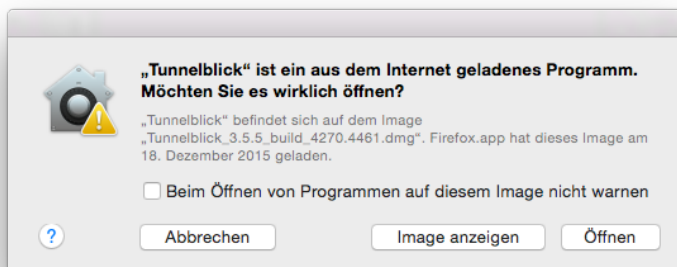 „Tunnelblick“ ist ein aus dem Internet geladenes Programm.
Möchten Sie es wirklich öffnen?
„Tunnelblick“ befindet sich auf dem Image
„Tunnelblick_3.5.5_build_4270.4461.dmg“. Firefox.app hat dieses Image am
18. Dezember 2015 geladen.
Beim Öffnen von Programmen auf diesem Image nicht warnen
? Abbrechen Image anzeigen Öffnen